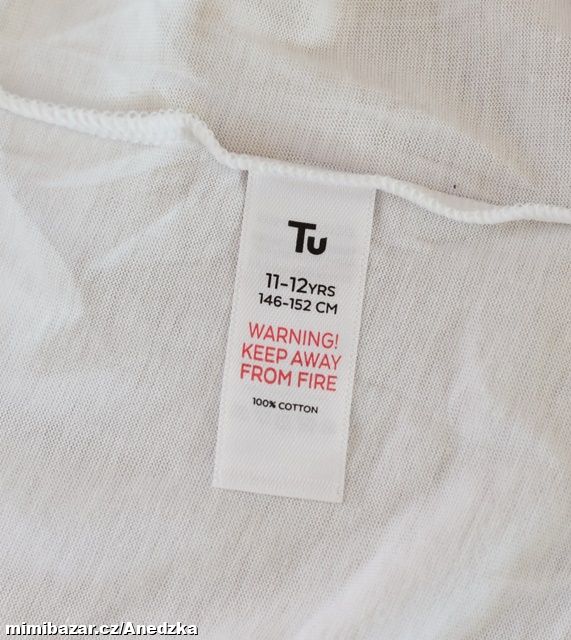 Tu
11-12YRS
146-152 CM
WARNING!
KEEP AWAY
FROM FIRE
100% COTTON
mimibazar.cz/Anedzka